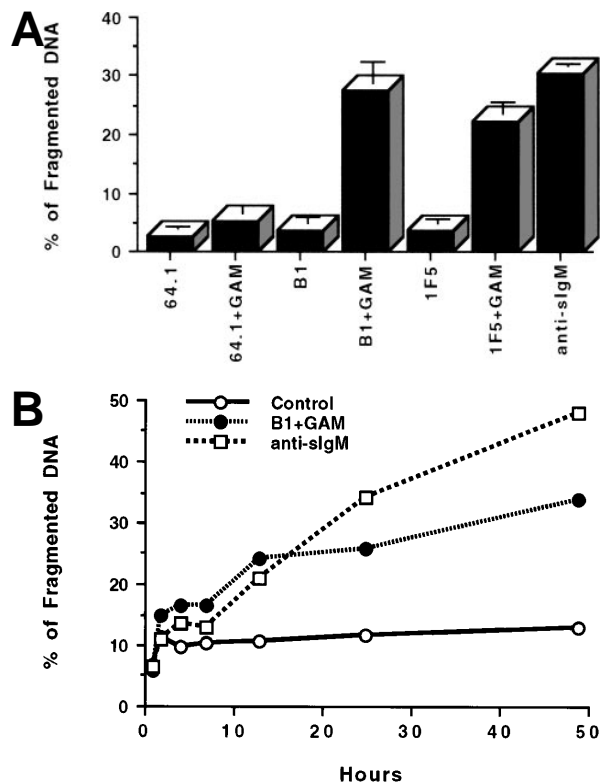 A
% of Fragmented DNA
40
30
20
10
0
64.1
64.1+GAM
B1
B1+GAM
1F5
1F5+GAM
anti-sIgM
B
% of Fragmented DNA
50
40
30
20
10
0
Control
B1+GAM
anti-sIgM
0 10 20 30 40 50
Hours